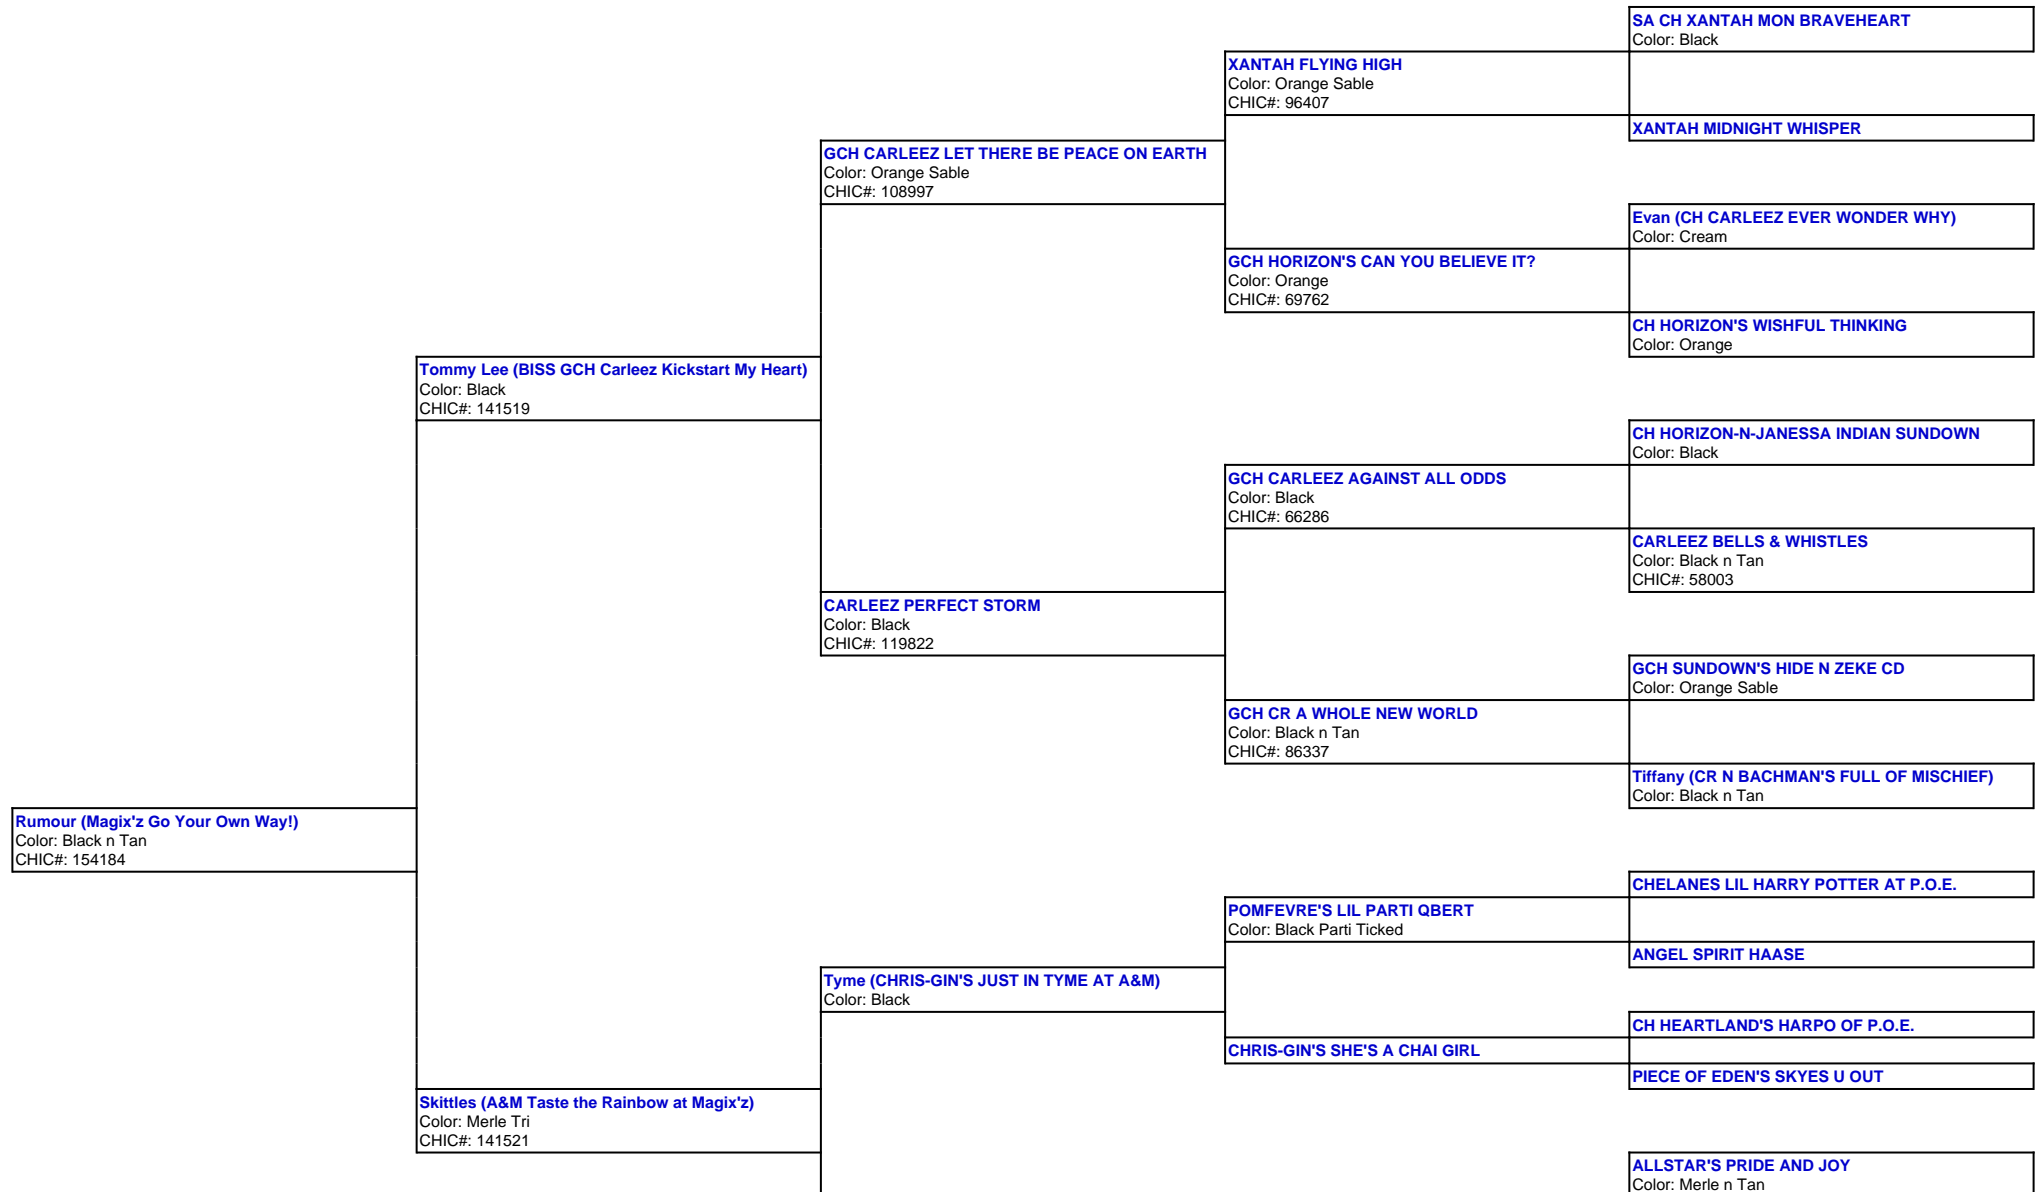 SA CH XANTAH MON BRAVEHEART
Color: Black
XANTAH FLYING HIGH
Color: Orange Sable
CHIC#: 96407
XANTAH MIDNIGHT WHISPER
GCH CARLEEZ LET THERE BE PEACE ON EARTH
Color: Orange Sable
CHIC#: 108997
Evan (CH CARLEEZ EVER WONDER WHY)
Color: Cream
GCH HORIZON'S CAN YOU BELIEVE IT?
Color: Orange
CHIC#: 69762
CH HORIZON'S WISHFUL THINKING
Color: Orange
Tommy Lee (BISS GCH Carleez Kickstart My Heart)
Color: Black
CHIC#: 141519
CH HORIZON-N-JANESSA INDIAN SUNDOWN
Color: Black
GCH CARLEEZ AGAINST ALL ODDS
Color: Black
CHIC#: 66286
CARLEEZ BELLS & WHISTLES
Color: Black n Tan
CHIC#: 58003
CARLEEZ PERFECT STORM
Color: Black
CHIC#: 119822
GCH SUNDOWN'S HIDE N ZEKE CD
Color: Orange Sable
GCH CR A WHOLE NEW WORLD
Color: Black n Tan
CHIC#: 86337
Tiffany (CR N BACHMAN'S FULL OF MISCHIEF)
Color: Black n Tan
Rumour (Magix'z Go Your Own Way!)
Color: Black n Tan
CHIC#: 154184
CHELANES LIL HARRY POTTER AT P.O.E.
POMFEVRE'S LIL PARTI QBERT
Color: Black Parti Ticked
ANGEL SPIRIT HAASE
Tyme (CHRIS-GIN'S JUST IN TYME AT A&M)
Color: Black
CH HEARTLAND'S HARPO OF P.O.E.
CHRIS-GIN'S SHE'S A CHAI GIRL
PIECE OF EDEN'S SKYES U OUT
Skittles (A&M Taste the Rainbow at Magix'z)
Color: Merle Tri
CHIC#: 141521
ALLSTAR'S PRIDE AND JOY
Color: Merle n Tan